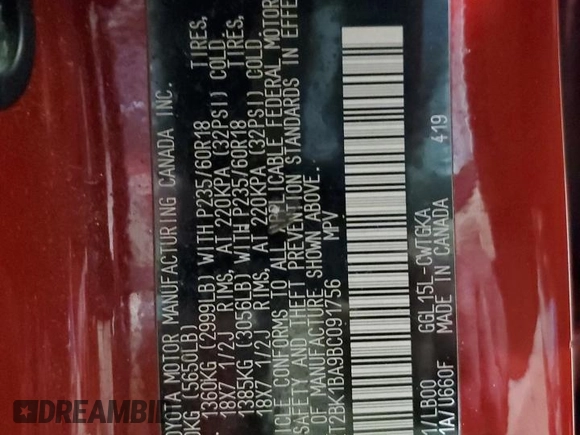 TOYOTA MOTOR MANUFACTURING CANADA INC.
0KG (5650LB)
1360KG (2999LB) WITH P235/60R18 TIRES,
18X7 1/2J RIMS, AT 220KPA (32PSI) COLD.
1385KG (3056LB) WITH P235/60R18 TIRES,
18X7 1/2J RIMS, AT 220KPA (32PSI) COLD.
ICLE CONFORMS TO ALL APPLICABLE FEDERAL MOTOR
SAFETY AND THEFT PREVENTION STANDARDS IN EFFE
OF MANUFACTURE SHOWN ABOVE.
T2BK1BA9BC091756 MPV
/LB00 GGL15L-CWTGKA 419
1A/U660F MADE IN CANADA
DREAMBID
DREAMBID